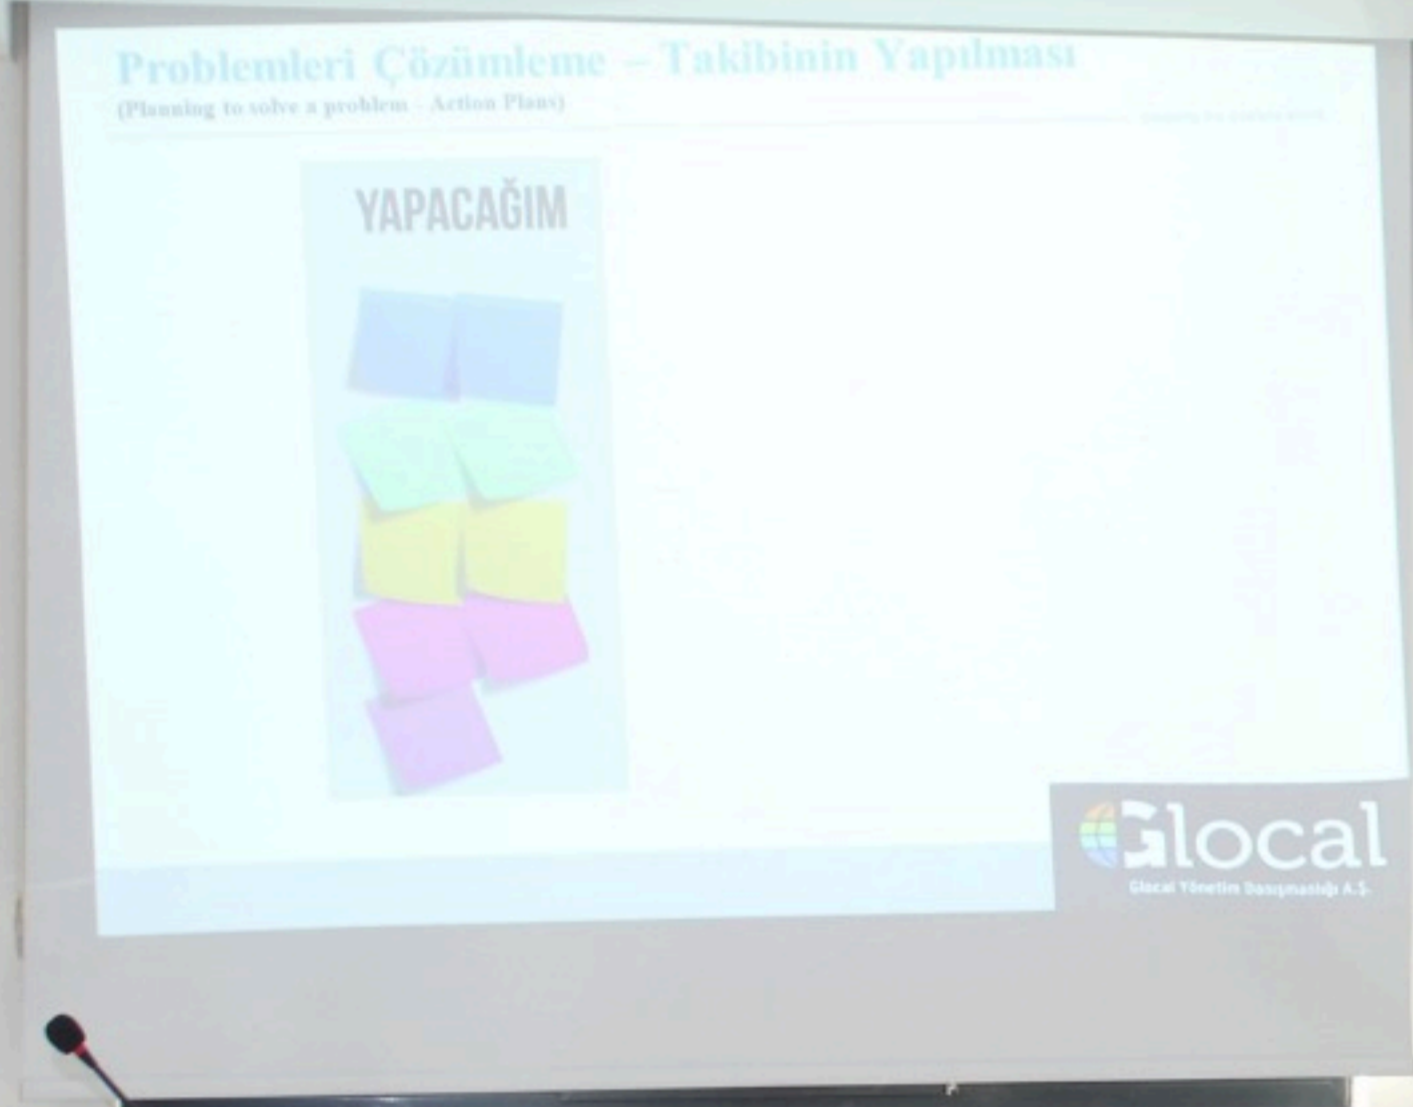 Problemleri Çözümleme – Takibinin Yapılması
(Planning to solve a problem - Action Plans)
YAPACAĞIM
Glocal
Glocal Yönetim Danışmanlığı A.Ş.